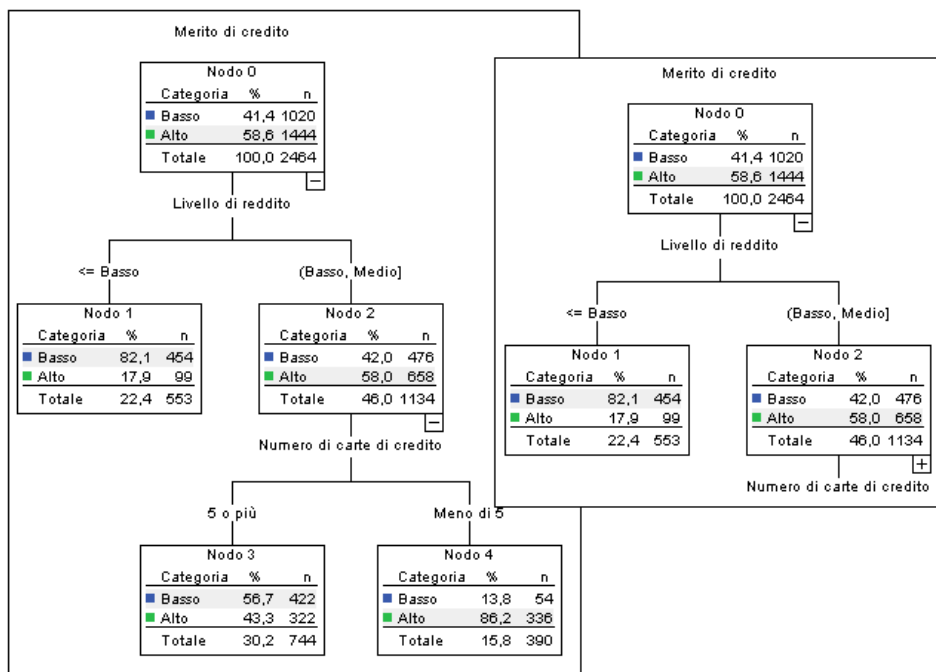 Merito di credito
Nodo 0
Categoria % n
Basso 41,4 1020
Alto 58,6 1444
Totale 100,0 2464
Livello di reddito
<= Basso
(Basso, Medio]
Nodo 1
Categoria % n
Basso 82,1 454
Alto 17,9 99
Totale 22,4 553
Nodo 2
Categoria % n
Basso 42,0 476
Alto 58,0 658
Totale 46,0 1134
Numero di carte di credito
5 o più
Meno di 5
Nodo 3
Categoria % n
Basso 56,7 422
Alto 43,3 322
Totale 30,2 744
Nodo 4
Categoria % n
Basso 13,8 54
Alto 86,2 336
Totale 15,8 390
Merito di credito
Nodo 0
Categoria % n
Basso 41,4 1020
Alto 58,6 1444
Totale 100,0 2464
Livello di reddito
<= Basso
(Basso, Medio]
Nodo 1
Categoria % n
Basso 82,1 454
Alto 17,9 99
Totale 22,4 553
Nodo 2
Categoria % n
Basso 42,0 476
Alto 58,0 658
Totale 46,0 1134
Numero di carte di credito